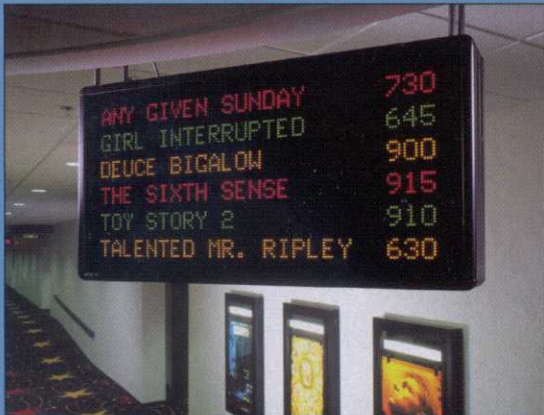 ANY GIVEN SUNDAY 730
GIRL INTERRUPTED 645
DEUCE BIGALOW 900
THE SIXTH SENSE 915
TOY STORY 2 910
TALENTED MR. RIPLEY 630